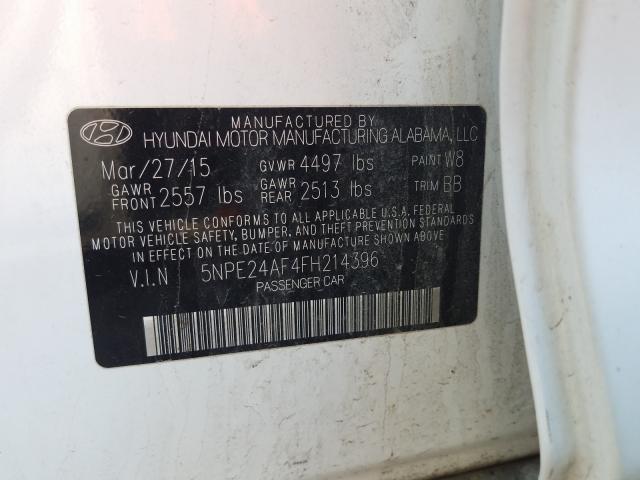 MANUFACTURED BY
HYUNDAI MOTOR MANUFACTURING ALABAMA, LLC
Mar/27/15 GVWR 4497 lbs PAINT W8
GAWR FRONT 2557 lbs GAWR REAR 2513 lbs TRIM BB
THIS VEHICLE CONFORMS TO ALL APPLICABLE U.S.A. FEDERAL
MOTOR VEHICLE SAFETY, BUMPER, AND THEFT PREVENTION STANDARDS
IN EFFECT ON THE DATE OF MANUFACTURE SHOWN ABOVE.
V.I.N 5NPE24AF4FH214396
PASSENGER CAR